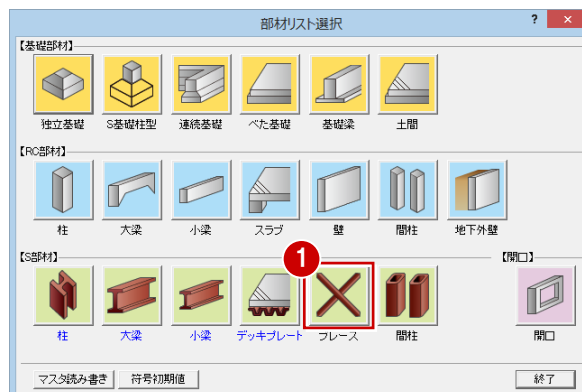 部材リスト選択
? ×
【基礎部材】
独立基礎 S基礎柱型 連続基礎 べた基礎 基礎梁 土間
【RC部材】
柱 大梁 小梁 スラブ 壁 間柱 地下外壁
【S部材】 1 【開口】
柱 大梁 小梁 デッキプレート ブレース 間柱 開口
マスタ読み書き 符号初期値 終了